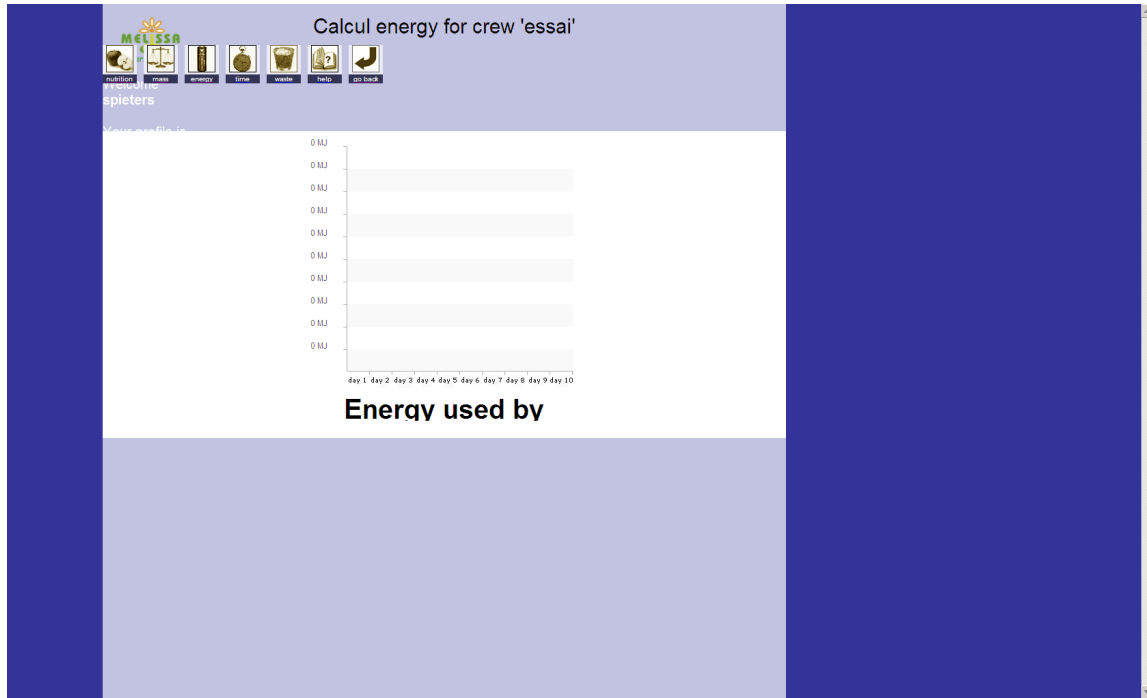 Calcul energy for crew 'essai'
MELISSA
nutrition mass energy time waste help go back
Welcome
spieters
Your profile is
0 MJ
0 MJ
0 MJ
0 MJ
0 MJ
0 MJ
0 MJ
0 MJ
0 MJ
0 MJ
day 1 day 2 day 3 day 4 day 5 day 6 day 7 day 8 day 9 day 10
Energy used by